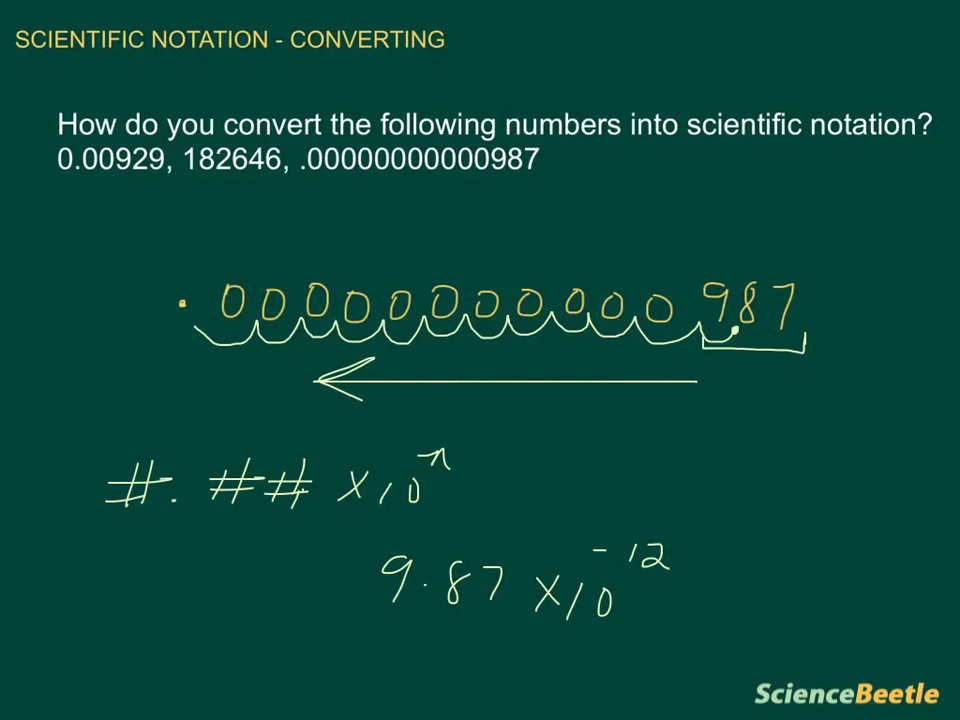 SCIENTIFIC NOTATION - CONVERTING
How do you convert the following numbers into scientific notation?
0.00929, 182646, .00000000000987
.00000000000987
#.## x10⁻ⁿ
9.87 x10⁻¹²
ScienceBeetle